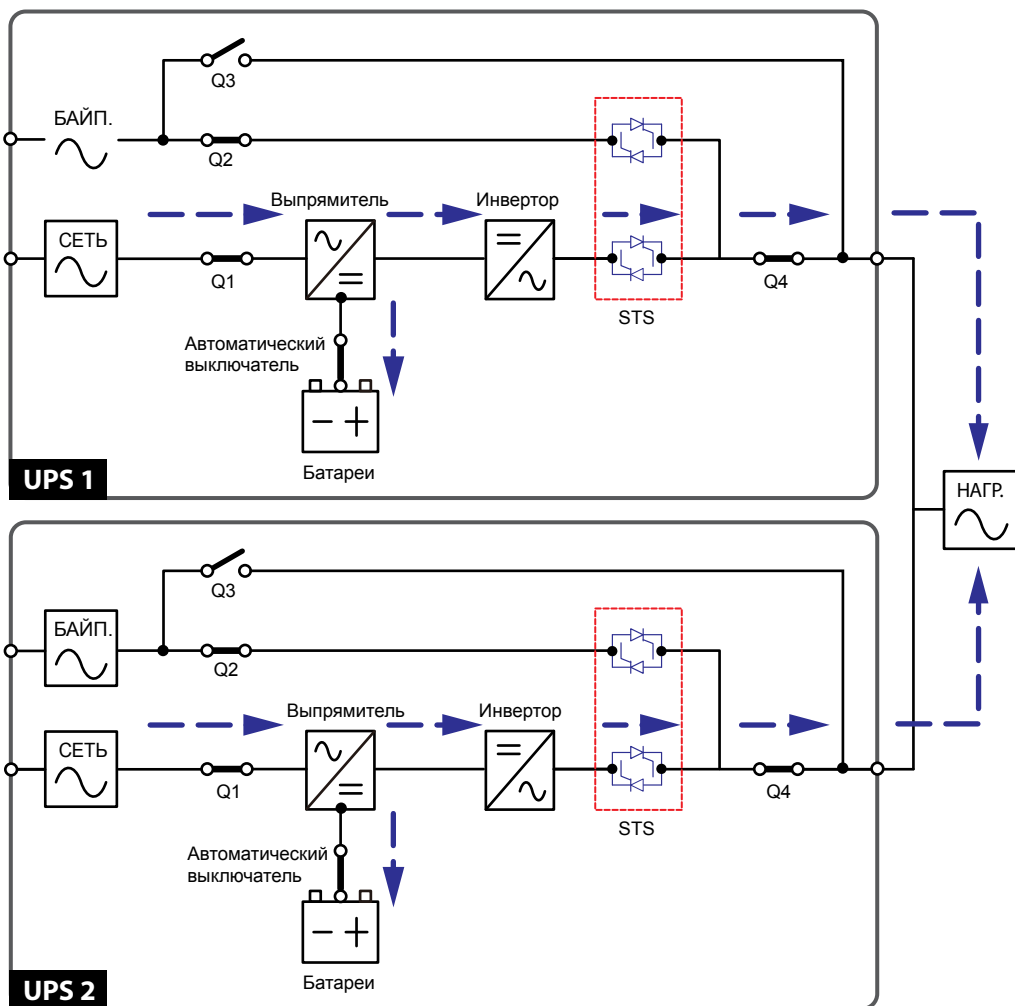 Q3
БАЙП.
Q2
Выпрямитель
Инвертор
СЕТЬ
Q1
Q4
STS
Автоматический
выключатель
Батареи
UPS 1
НАГР.
Q3
БАЙП.
Q2
Выпрямитель
Инвертор
СЕТЬ
Q1
Q4
STS
Автоматический
выключатель
Батареи
UPS 2